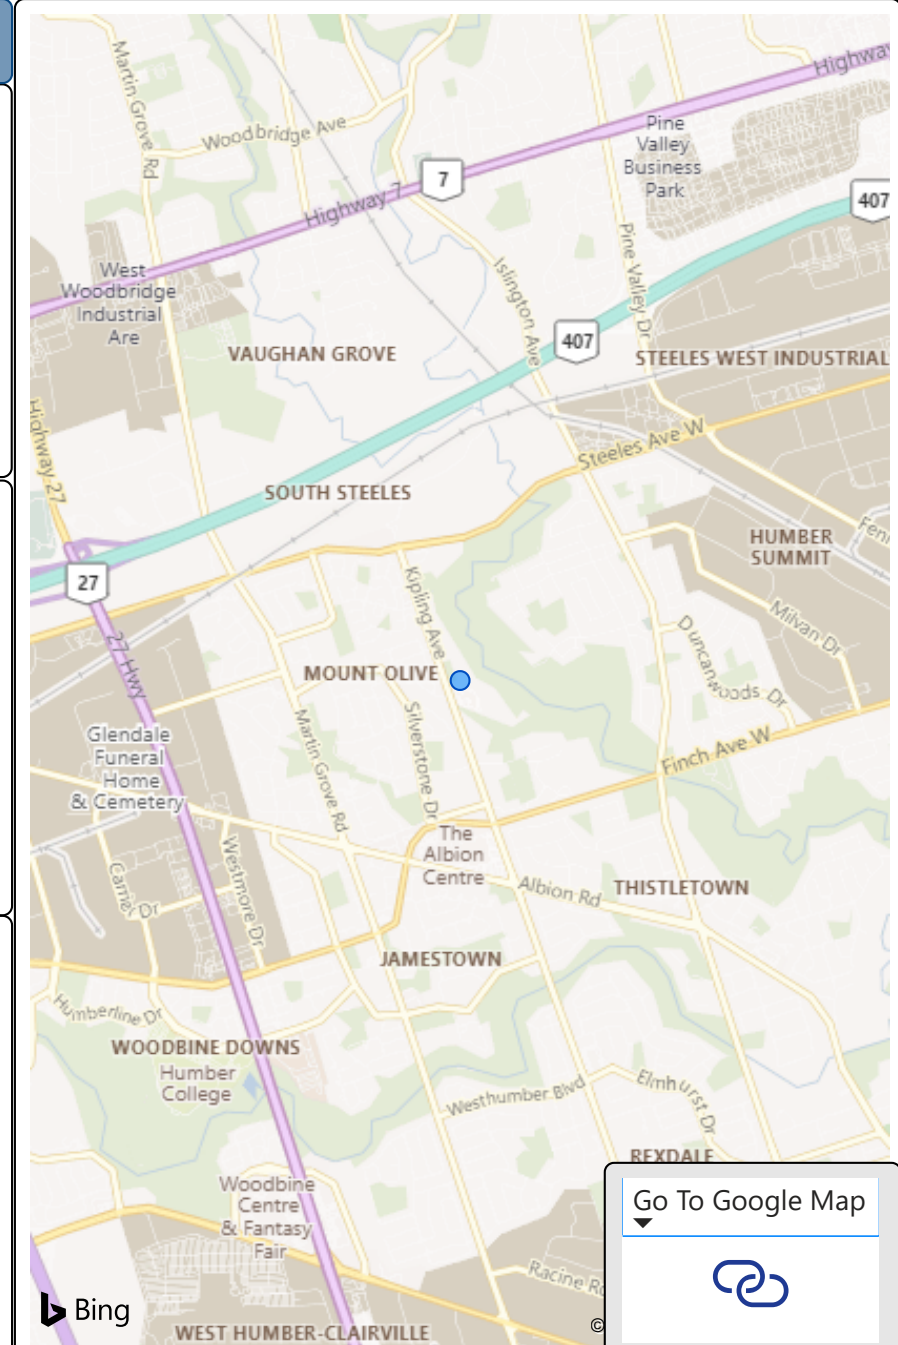 Martin Grove Rd
Woodbridge Ave
Highway 7
7
Pine
Valley
Business
Park
407
West
Woodbridge
Industrial
Are
Islington Ave
Pine Valley Dr
407
VAUGHAN GROVE
STEELES WEST INDUSTRIAL
Highway 27
Steeles Ave W
SOUTH STEELES
HUMBER
SUMMIT
27
Kipling Ave
27 Hwy
Duncanwoods Dr
Milvan Dr
MOUNT OLIVE
Silverstone Dr
Martin Grove Rd
Glendale
Funeral
Home
& Cemetery
Finch Ave W
The
Albion
Centre
Westmore Dr
Carrier Dr
Albion Rd
THISTLETOWN
JAMESTOWN
Humberline Dr
WOODBINE DOWNS
Humber
College
Westhumber Blvd
Elmhurst Dr
REXDALE
Woodbine
Centre
& Fantasy
Fair
Go To Google Map
Bing
©
WEST HUMBER-CLAIRVILLE